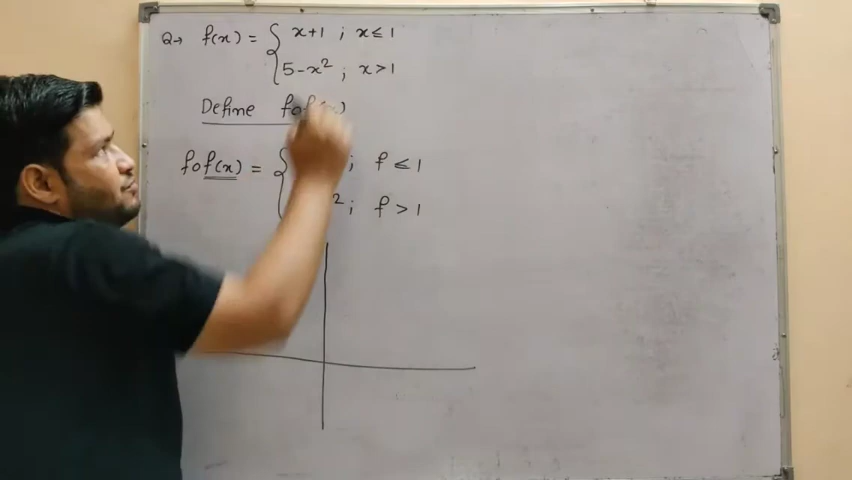 Q→ f(x) = { x+1 ; x ≤ 1
5-x² ; x > 1
Define fof(x)
fof(x) = { ; f ≤ 1
² ; f > 1